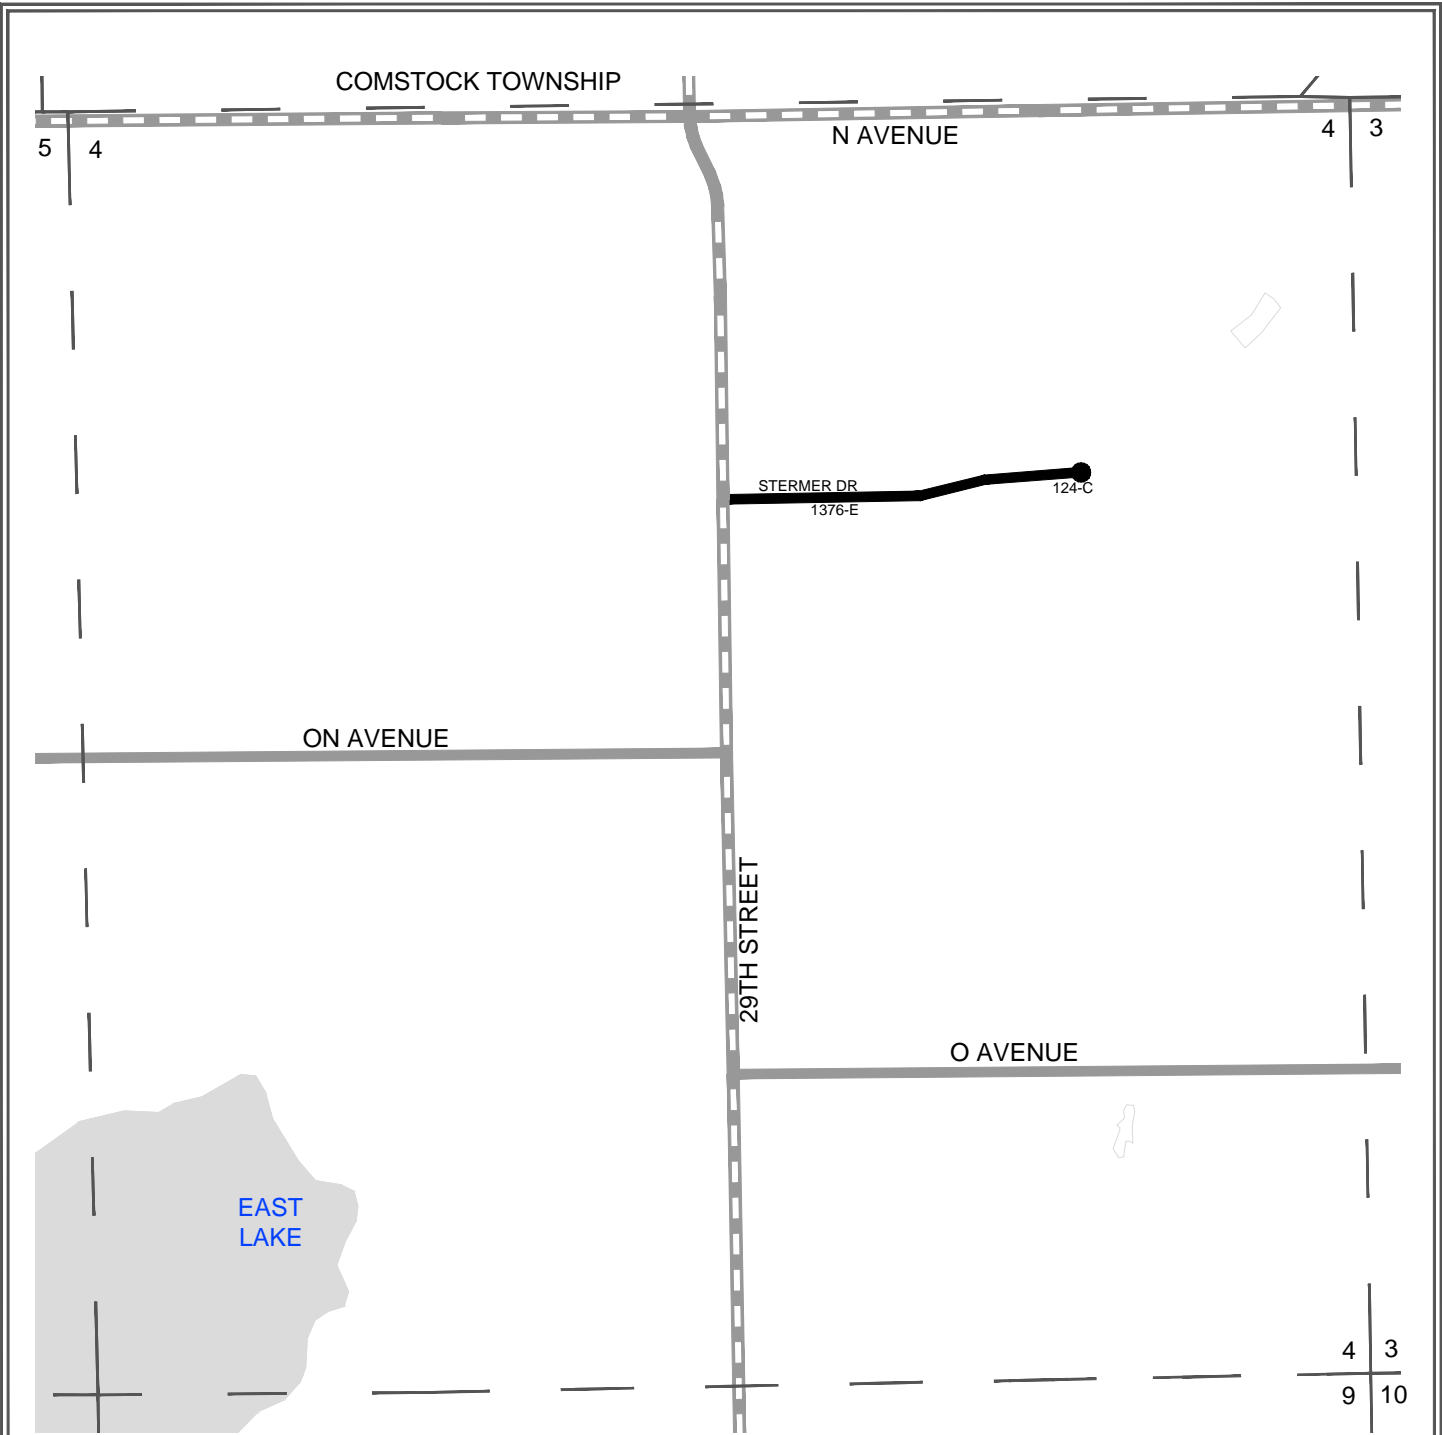 COMSTOCK TOWNSHIP
N AVENUE
5 4
4 3
STERMER DR
1376-E
124-C
ON AVENUE
29TH STREET
O AVENUE
EAST
LAKE
4 3
9 10